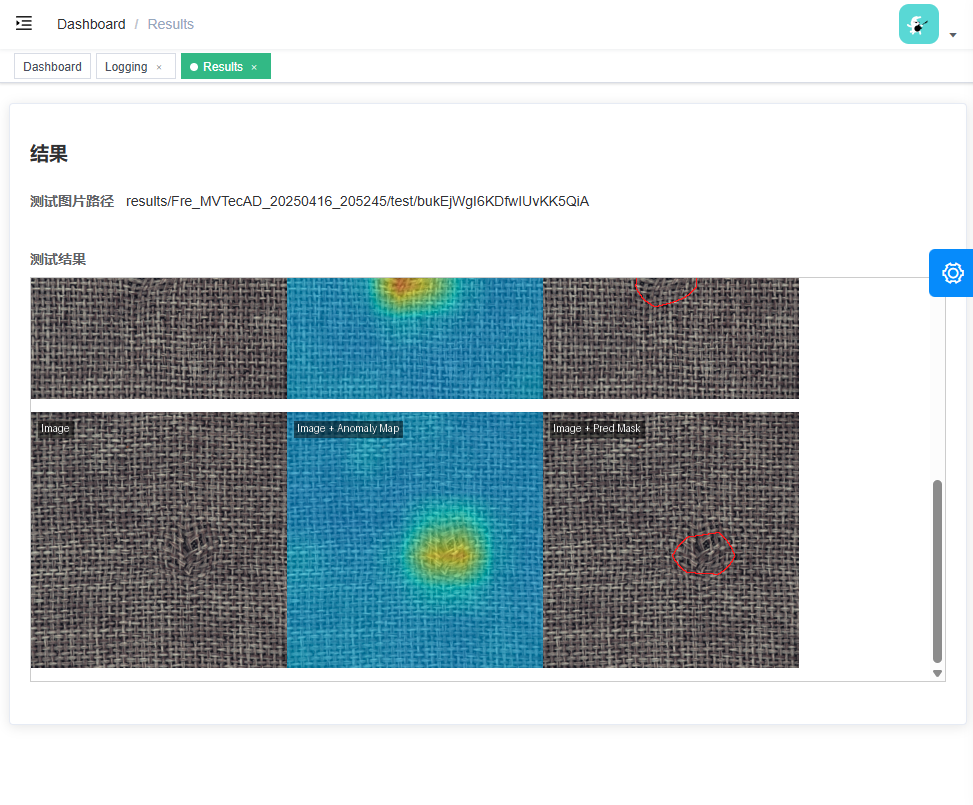 Dashboard / Results
Dashboard
Logging ×
Results ×
结果
测试图片路径 results/Fre_MVTecAD_20250416_205245/test/bukEjWgI6KDfwIUvKK5QiA
测试结果
Image
Image + Anomaly Map
Image + Pred Mask